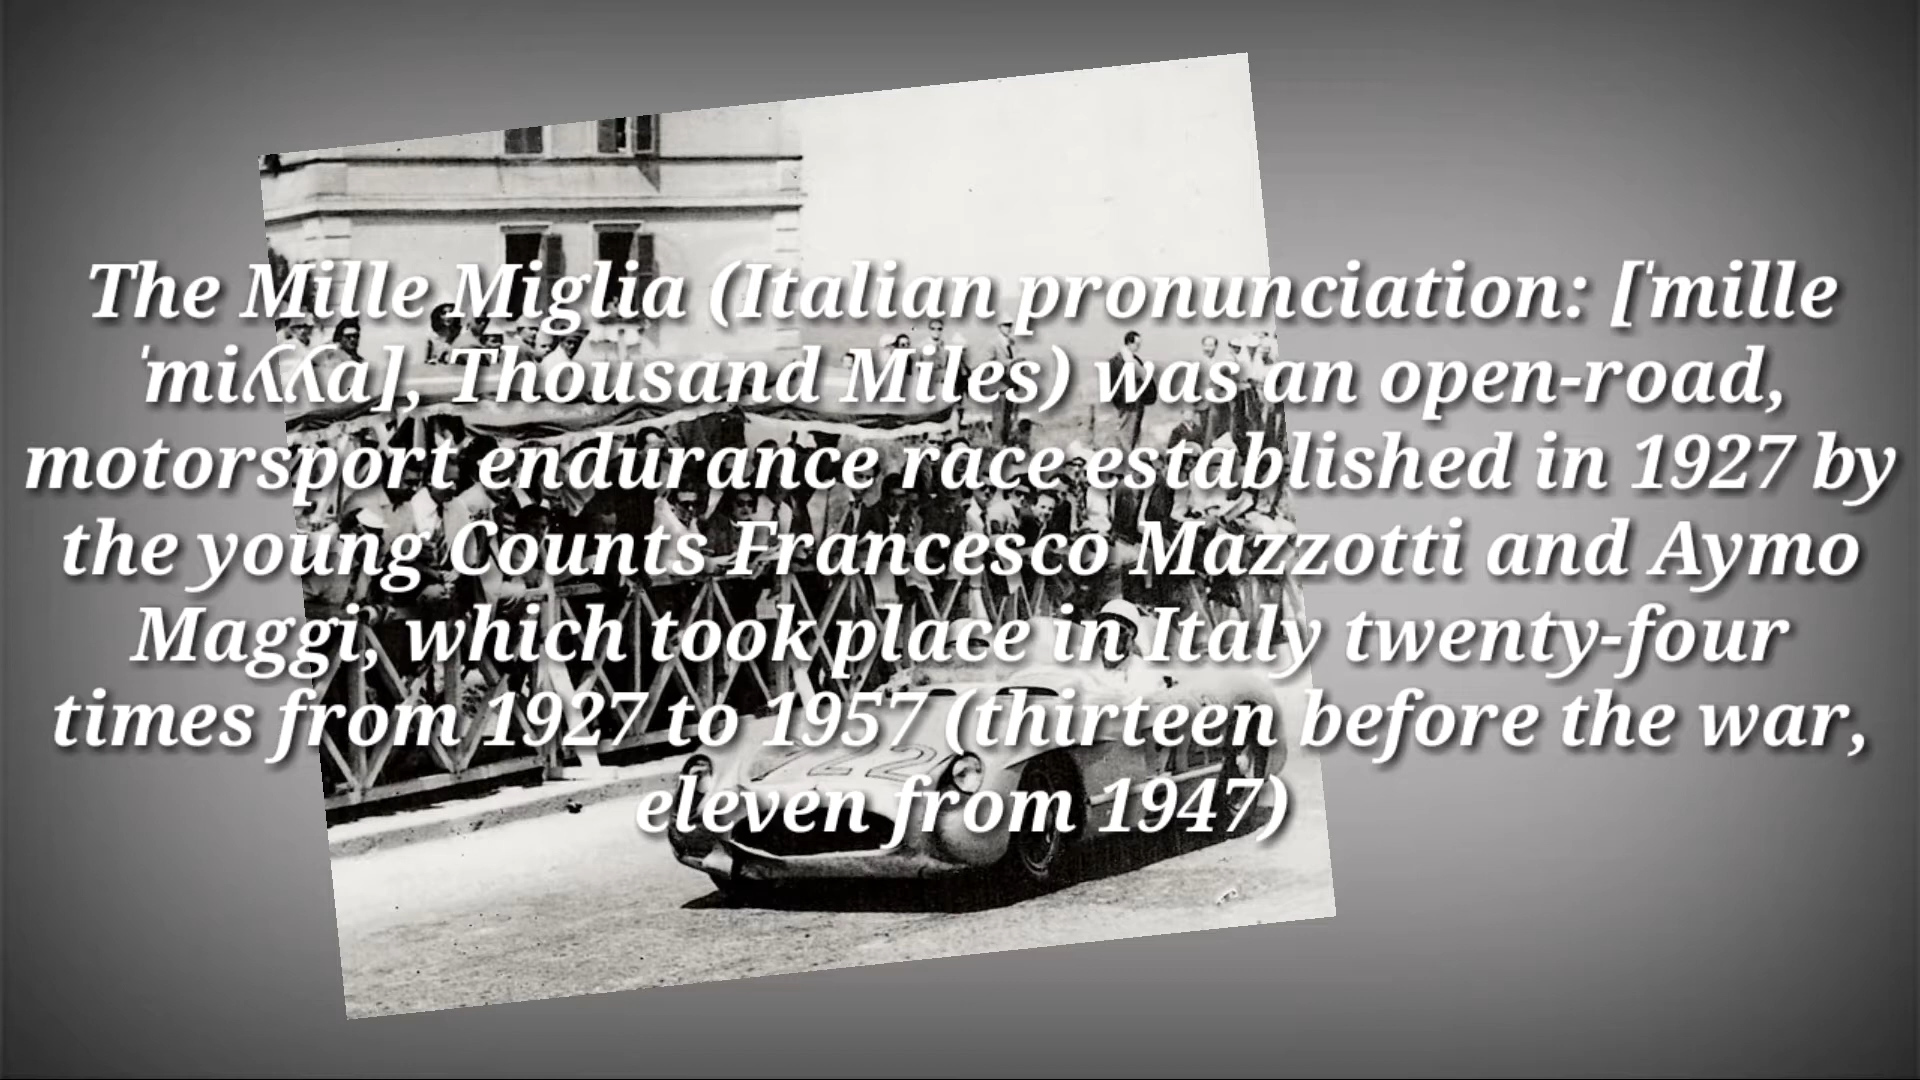 The Mille Miglia (Italian pronunciation: [ˈmille
ˈmiʎʎa], Thousand Miles) was an open-road,
motorsport endurance race established in 1927 by
the young Counts Francesco Mazzotti and Aymo
Maggi, which took place in Italy twenty-four
times from 1927 to 1957 (thirteen before the war,
eleven from 1947)
722